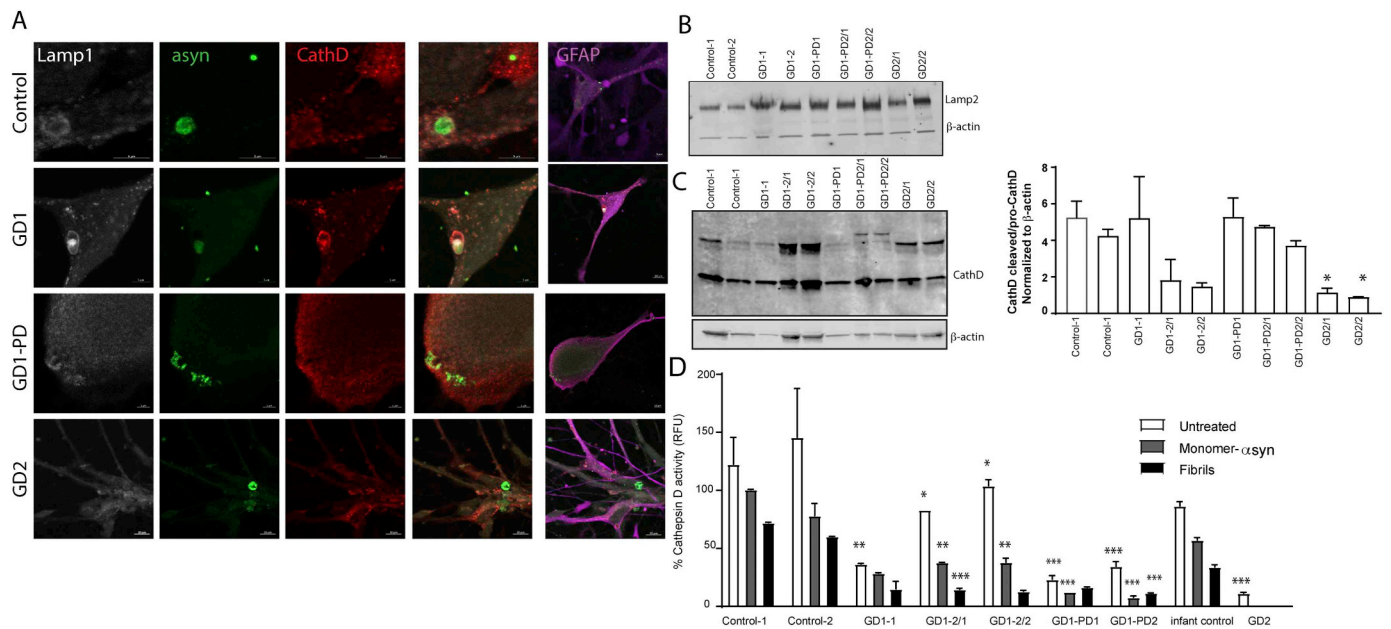 A
Lamp1
asyn
CathD
GFAP
Control
GD1
GD1-PD
GD2
B
Control-1
Control-2
GD1-1
GD1-2
GD1-PD1
GD1-PD2/1
GD1-PD2/2
GD2/1
GD2/2
Lamp2
β-actin
C
Control-1
Control-1
GD1-1
GD1-2/1
GD1-2/2
GD1-PD1
GD1-PD2/1
GD1-PD2/2
GD2/1
GD2/2
CathD
β-actin
CathD cleaved/pro-CathD
Normalized to β-actin
8
6
4
2
0
* *
Control-1
Control-1
GD1-1
GD1-2/1
GD1-2/2
GD1-PD1
GD1-PD2/1
GD1-PD2/2
GD2/1
GD2/2
D
% Cathepsin D activity (RFU)
200
150
100
50
0
Untreated
Monomer-αsyn
Fibrils
**
* ** ***
* **
*** ***
*** *** ***
***
Control-1
Control-2
GD1-1
GD1-2/1
GD1-2/2
GD1-PD1
GD1-PD2
infant control
GD2